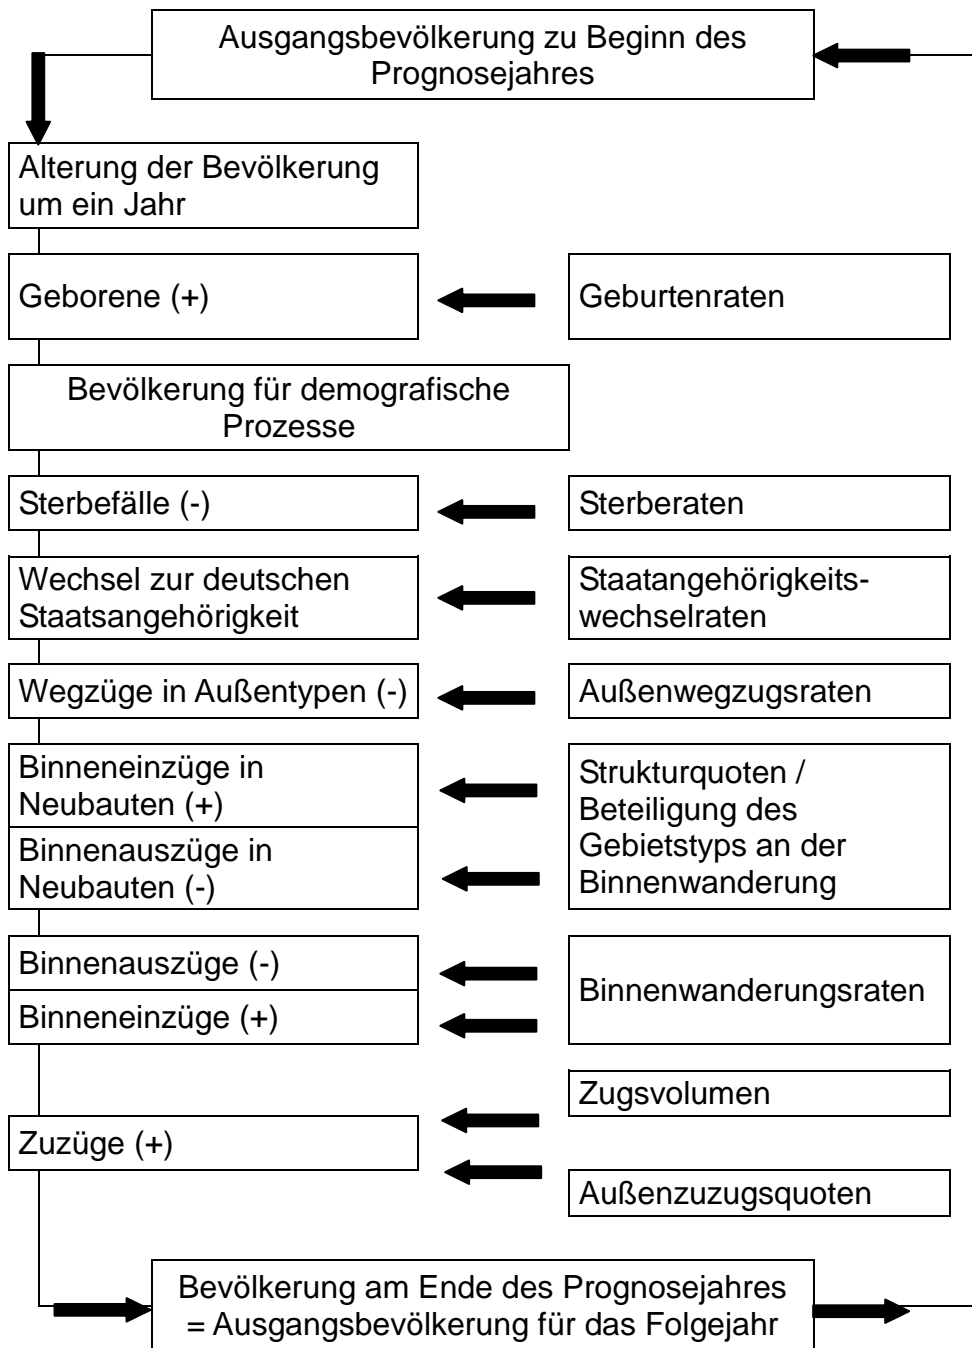 Ausgangsbevölkerung zu Beginn des
Prognosejahres
Alterung der Bevölkerung
um ein Jahr
Geborene (+)
Geburtenraten
Bevölkerung für demografische
Prozesse
Sterbefälle (-)
Sterberaten
Wechsel zur deutschen
Staatsangehörigkeit
Staatangehörigkeits-
wechselraten
Wegzüge in Außentypen (-)
Außenwegzugsraten
Binneneinzüge in
Neubauten (+)
Binnenauszüge in
Neubauten (-)
Strukturquoten /
Beteiligung des
Gebietstyps an der
Binnenwanderung
Binnenauszüge (-)
Binneneinzüge (+)
Binnenwanderungsraten
Zuzüge (+)
Zugsvolumen
Außenzuzugsquoten
Bevölkerung am Ende des Prognosejahres
= Ausgangsbevölkerung für das Folgejahr